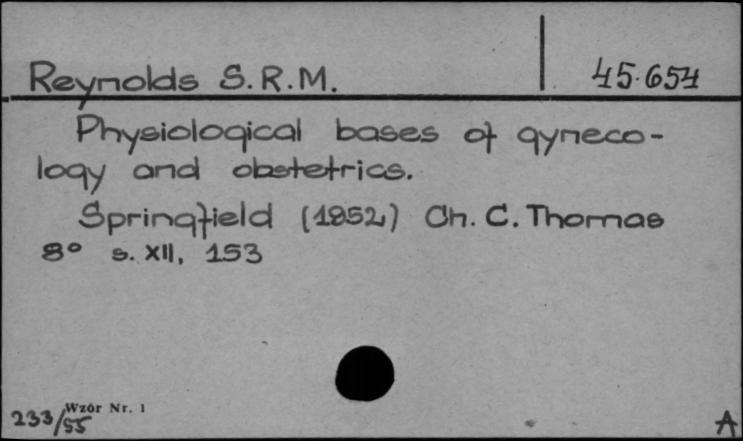 Reynolds S.R.M.
45.654
Physiological bases of gyneco-
logy and obstetrics.
Springfield (1952) Ch. C. Thomas
8° s. XII, 153
Wzór Nr. 1
233/55
A